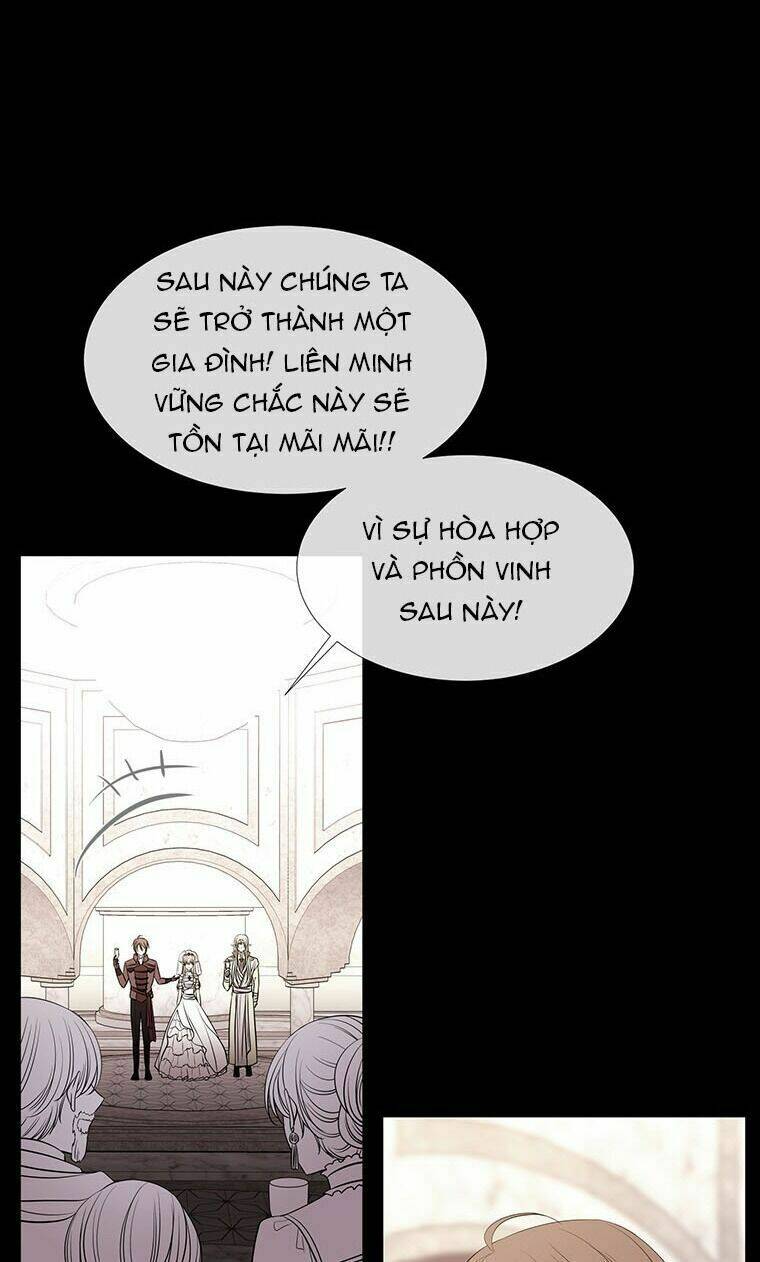 SAU NÀY CHÚNG TA
SẼ TRỞ THÀNH MỘT
GIA ĐÌNH! LIÊN MINH
VỮNG CHẮC NÀY SẼ
TỒN TẠI MÃI MÃI!!
VÌ SỰ HÒA HỢP
VÀ PHỒN VINH
SAU NÀY!